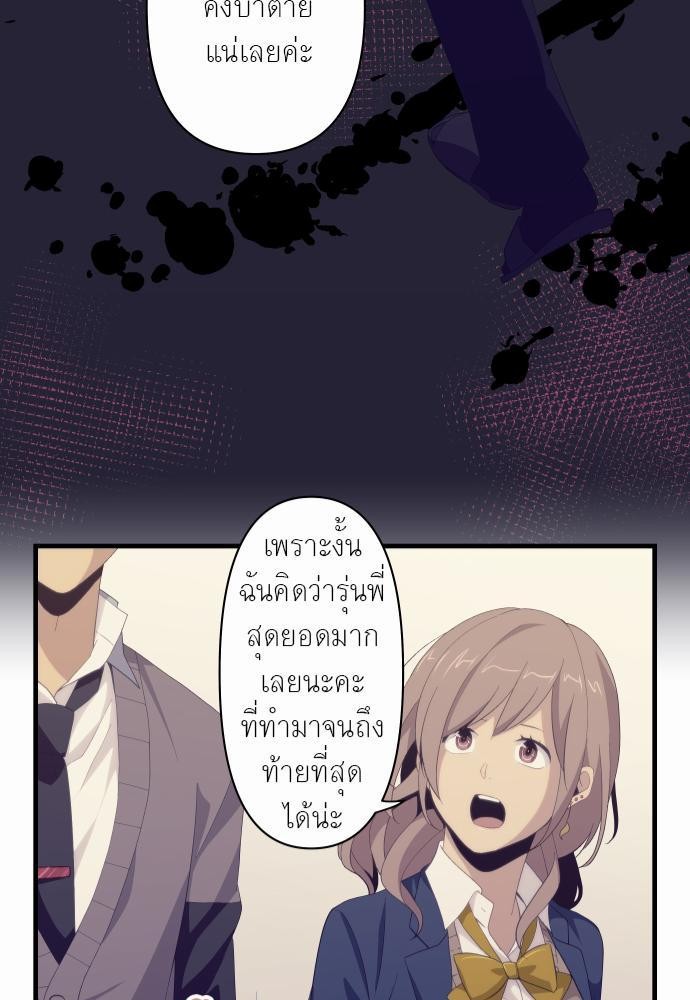 คงบ้าตาย
แน่เลยค่ะ
เพราะงั้น
ฉันคิดว่ารุ่นพี่
สุดยอดมาก
เลยนะคะ
ที่ทำมาจนถึง
ท้ายที่สุด
ได้น่ะ